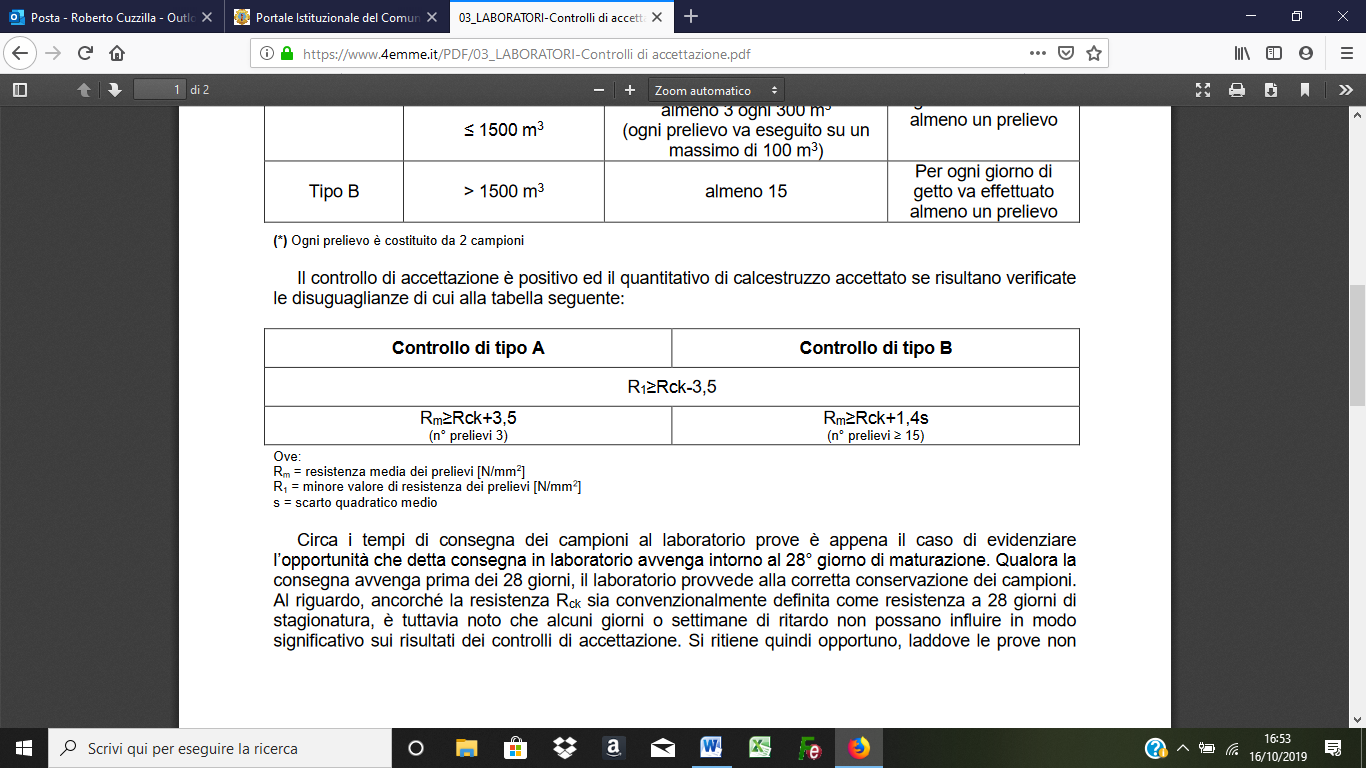 Posta - Roberto Cuzzilla - Outlo
Portale Istituzionale del Comun
03_LABORATORI-Controlli di accett
https://www.4emme.it/PDF/03_LABORATORI-Controlli di accettazione.pdf
1 di 2
Zoom automatico
≤ 1500 m³
almeno 3 ogni 300 m³
(ogni prelievo va eseguito su un
massimo di 100 m³)
almeno un prelievo
Tipo B
> 1500 m³
almeno 15
Per ogni giorno di
getto va effettuato
almeno un prelievo
(*) Ogni prelievo è costituito da 2 campioni
Il controllo di accettazione è positivo ed il quantitativo di calcestruzzo accettato se risultano verificate
le disuguaglianze di cui alla tabella seguente:
Controllo di tipo A
Controllo di tipo B
R₁≥Rck-3,5
Rₘ≥Rck+3,5
(n° prelievi 3)
Rₘ≥Rck+1,4s
(n° prelievi ≥ 15)
Ove:
Rₘ = resistenza media dei prelievi [N/mm²]
R₁ = minore valore di resistenza dei prelievi [N/mm²]
s = scarto quadratico medio
Circa i tempi di consegna dei campioni al laboratorio prove è appena il caso di evidenziare
l'opportunità che detta consegna in laboratorio avvenga intorno al 28° giorno di maturazione. Qualora la
consegna avvenga prima dei 28 giorni, il laboratorio provvede alla corretta conservazione dei campioni.
Al riguardo, ancorché la resistenza Rck sia convenzionalmente definita come resistenza a 28 giorni di
stagionatura, è tuttavia noto che alcuni giorni o settimane di ritardo non possano influire in modo
significativo sui risultati dei controlli di accettazione. Si ritiene quindi opportuno, laddove le prove non
Scrivi qui per eseguire la ricerca
16:53
16/10/2019